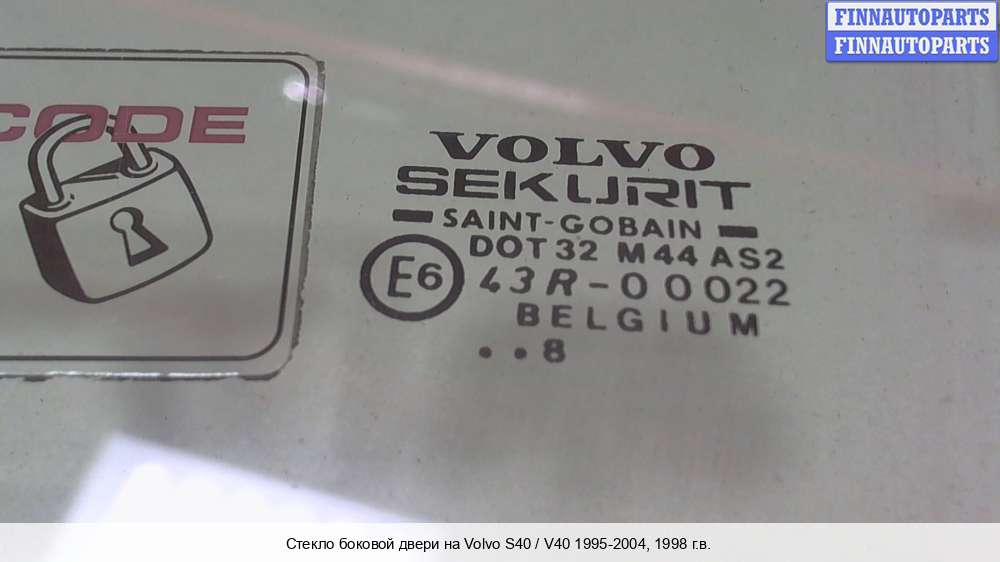 FINNAUTOPARTS
FINNAUTOPARTS
CODE
VOLVO
SEKURIT
SAINT-GOBAIN
DOT 32 M 44 AS2
E6 43R-00022
BELGIUM
..8
Стекло боковой двери на Volvo S40 / V40 1995-2004, 1998 г.в.